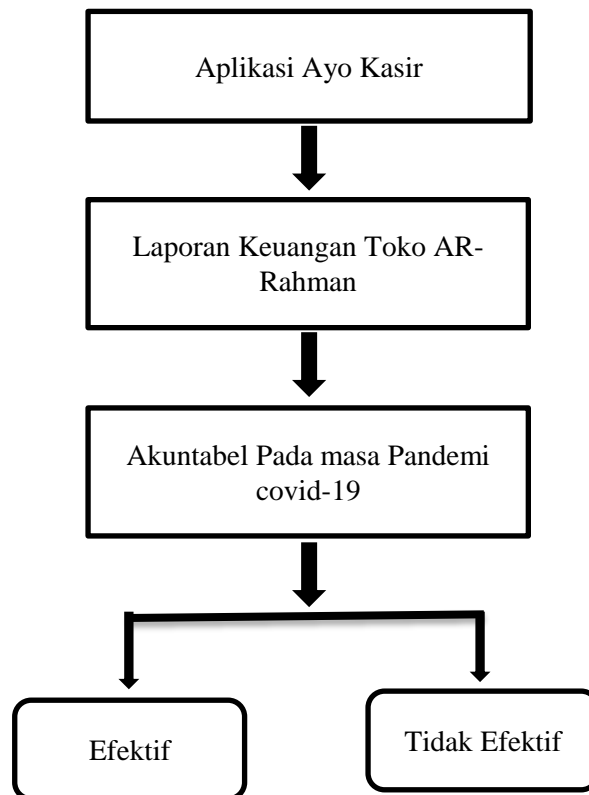 Aplikasi Ayo Kasir
Laporan Keuangan Toko AR-
Rahman
Akuntabel Pada masa Pandemi
covid-19
Efektif
Tidak Efektif